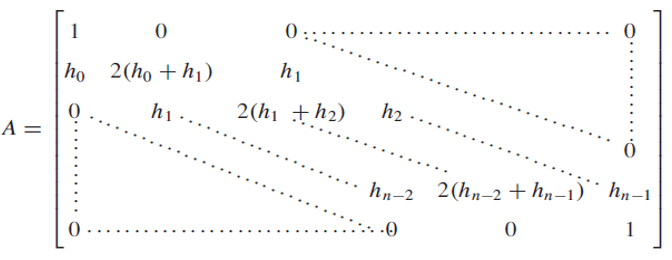 1 0 0 ... 0
h₀ 2(h₀ + h₁) h₁
A = 0 h₁ 2(h₁ + h₂) h₂
0
hₙ₋₂ 2(hₙ₋₂ + hₙ₋₁) hₙ₋₁
0 ... 0 0 1